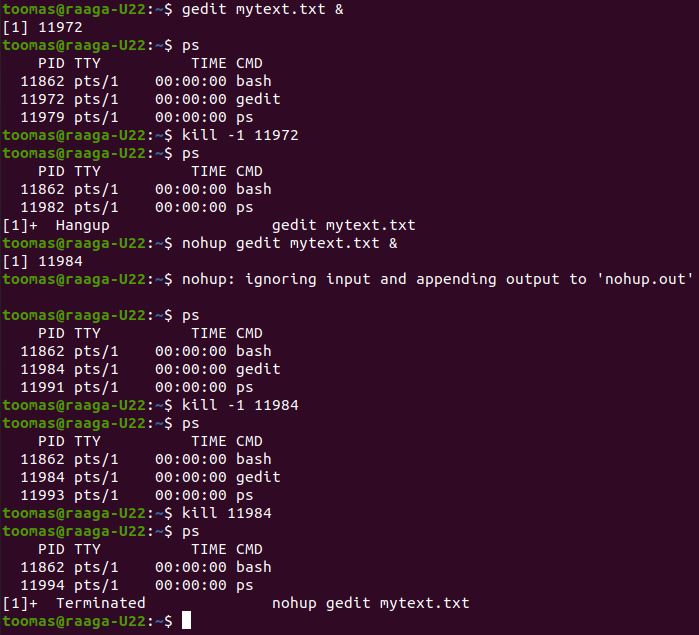 toomas@raaga-U22:~$ gedit mytext.txt &
[1] 11972
toomas@raaga-U22:~$ ps
    PID TTY          TIME CMD
  11862 pts/1    00:00:00 bash
  11972 pts/1    00:00:00 gedit
  11979 pts/1    00:00:00 ps
toomas@raaga-U22:~$ kill -1 11972
toomas@raaga-U22:~$ ps
    PID TTY          TIME CMD
  11862 pts/1    00:00:00 bash
  11982 pts/1    00:00:00 ps
[1]+  Hangup                  gedit mytext.txt
toomas@raaga-U22:~$ nohup gedit mytext.txt &
[1] 11984
toomas@raaga-U22:~$ nohup: ignoring input and appending output to 'nohup.out'

toomas@raaga-U22:~$ ps
    PID TTY          TIME CMD
  11862 pts/1    00:00:00 bash
  11984 pts/1    00:00:00 gedit
  11991 pts/1    00:00:00 ps
toomas@raaga-U22:~$ kill -1 11984
toomas@raaga-U22:~$ ps
    PID TTY          TIME CMD
  11862 pts/1    00:00:00 bash
  11984 pts/1    00:00:00 gedit
  11993 pts/1    00:00:00 ps
toomas@raaga-U22:~$ kill 11984
toomas@raaga-U22:~$ ps
    PID TTY          TIME CMD
  11862 pts/1    00:00:00 bash
  11994 pts/1    00:00:00 ps
[1]+  Terminated              nohup gedit mytext.txt
toomas@raaga-U22:~$